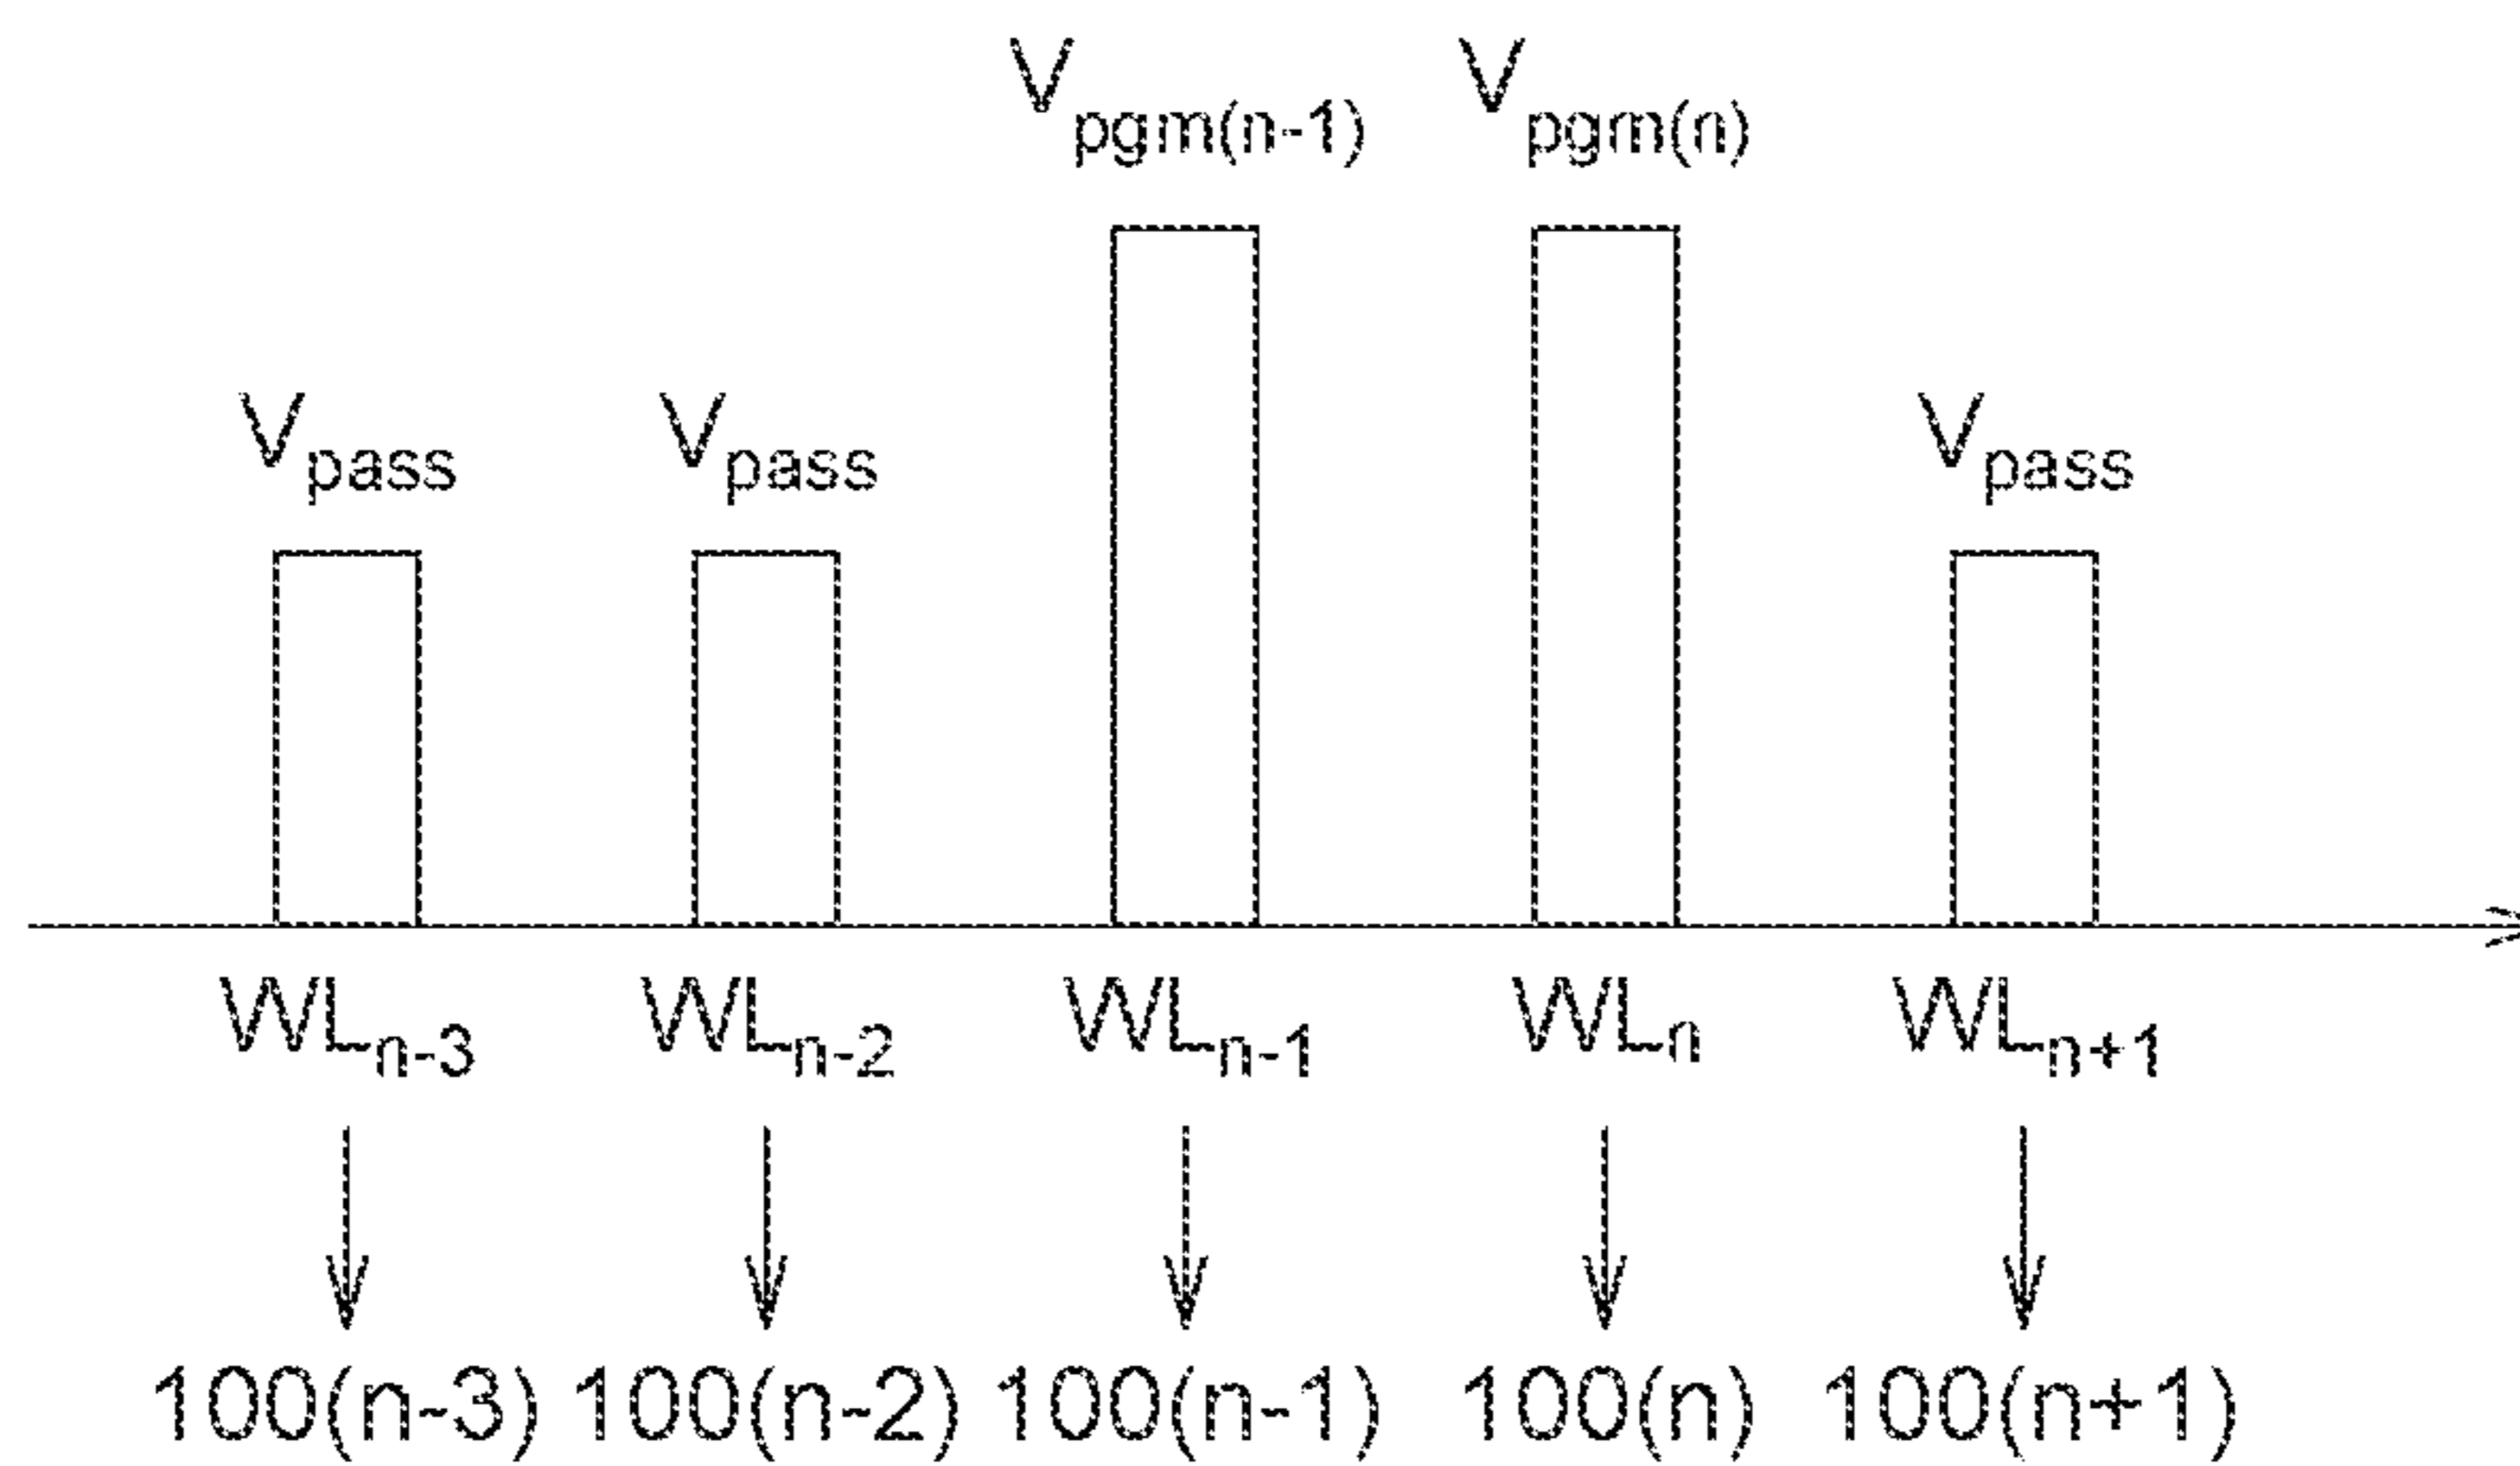 Vpgm(n-1) Vpgm(n)
Vpass Vpass Vpass
WLn-3 WLn-2 WLn-1 WLn WLn+1
100(n-3) 100(n-2) 100(n-1) 100(n) 100(n+1)